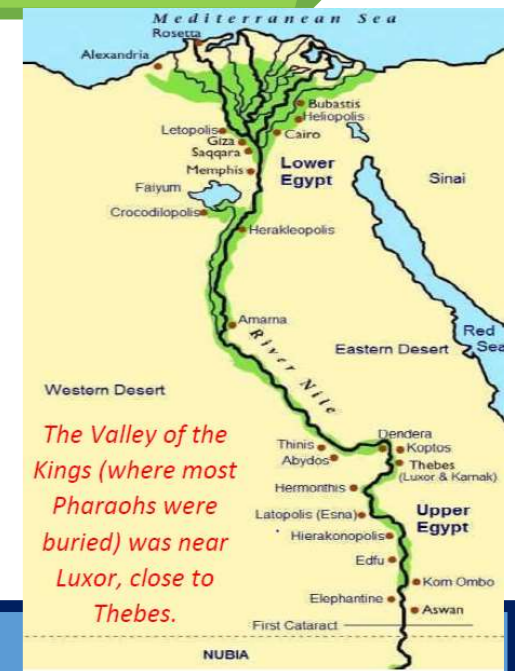 Mediterranean Sea
Rosetta
Alexandria
Bubastis
Heliopolis
Letopolis
Cairo
Giza
Saqqara
Lower
Egypt
Memphis
Sinai
Faiyum
Crocodilopolis
Herakleopolis
Amarna
River Nile
Red
Sea
Eastern Desert
Western Desert
The Valley of the
Kings (where most
Pharaohs were
buried) was near
Luxor, close to
Thebes.
Dendera
Thinis
Koptos
Abydos
Thebes
(Luxor & Karnak)
Hermonthis
Latopolis (Esna)
Upper
Egypt
Hierakonopolis
Edfu
Kom Ombo
Elephantine
Aswan
First Cataract
NUBIA